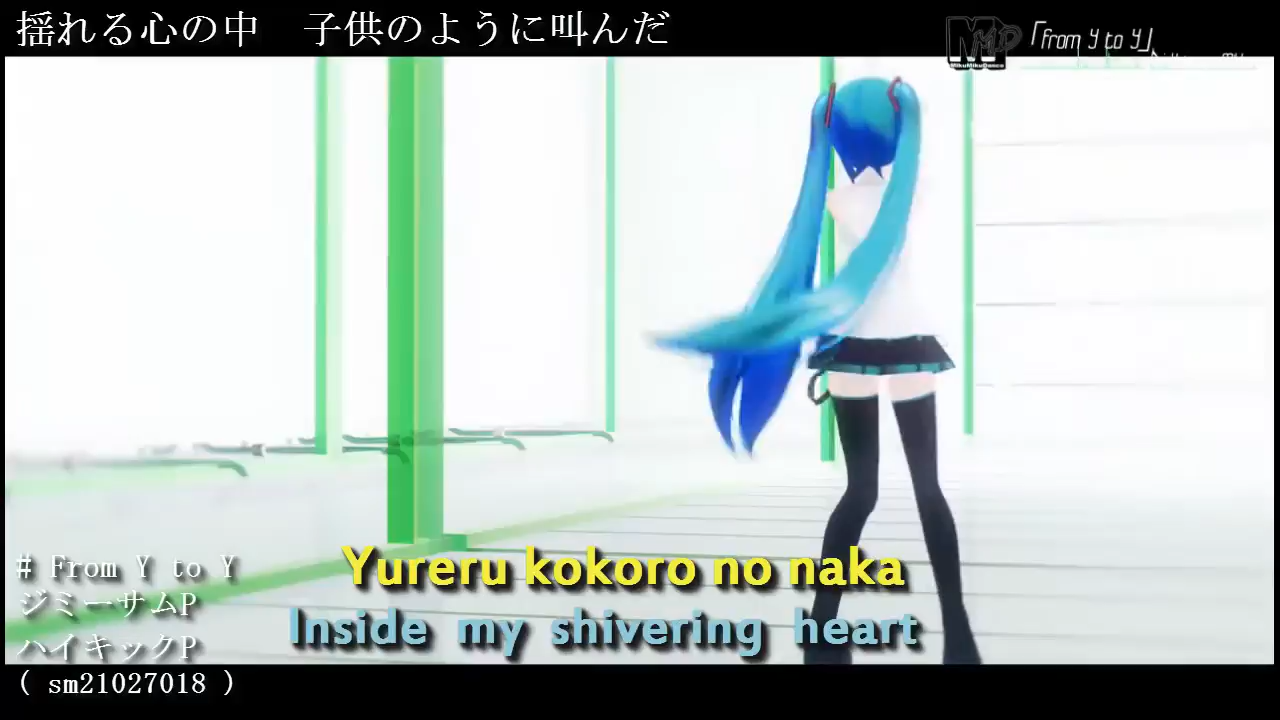 揺れる心の中　子供のように叫んだ
MMD
MikuMikuDance
「from y to y」
# From Y to Y
ジミーサムP
ハイキックP
( sm21027018 )
Yureru kokoro no naka
Inside my shivering heart